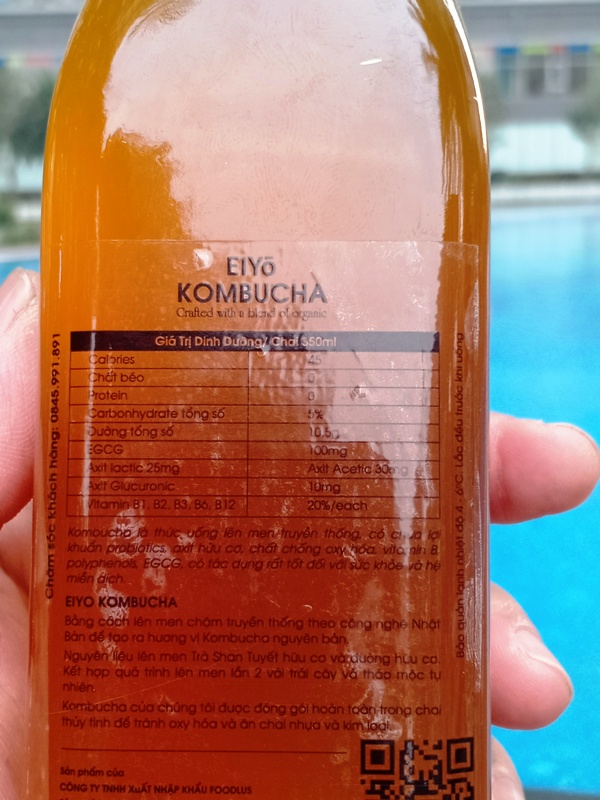 EIYō
KOMBUCHA
Crafted with a blend of organic
Giá Trị Dinh Dưỡng/ Chai 350ml
Calories 45
Chất béo 0
Protein 0
Carbonhydrate tổng số 5%
Đường tổng số 10.5g
EGCG 100mg
Axit lactic 25mg Axit Acetic 30mg
Axit Glucuronic 10mg
Vitamin B1, B2, B3, B6, B12 20%/each
Kombucha là thức uống lên men truyền thống, có chứa lợi
khuẩn probiotics, axit hữu cơ, chất chống oxy hóa, vitamin B,
polyphenols, EGCG, có tác dụng rất tốt đối với sức khỏe và hệ
miễn dịch.
EIYO KOMBUCHA
Bằng cách lên men chậm truyền thống theo công nghệ Nhật
Bản để tạo ra hương vị Kombucha nguyên bản.
Nguyên liệu lên men Trà Shan Tuyết hữu cơ và đường hữu cơ.
Kết hợp quá trình lên men lần 2 với trái cây và thảo mộc tự
nhiên.
Kombucha của chúng tôi được đóng gói hoàn toàn trong chai
thủy tinh để tránh oxy hóa và ăn chai nhựa và kim loại.
Sản phẩm của
CÔNG TY TNHH XuẤT NHẬP KHẨU FOODLUS
Chăm sóc khách hàng: 0845.991.891
Bảo quản lạnh nhiệt độ 4 - 6°C. Lắc đều trước khi uống